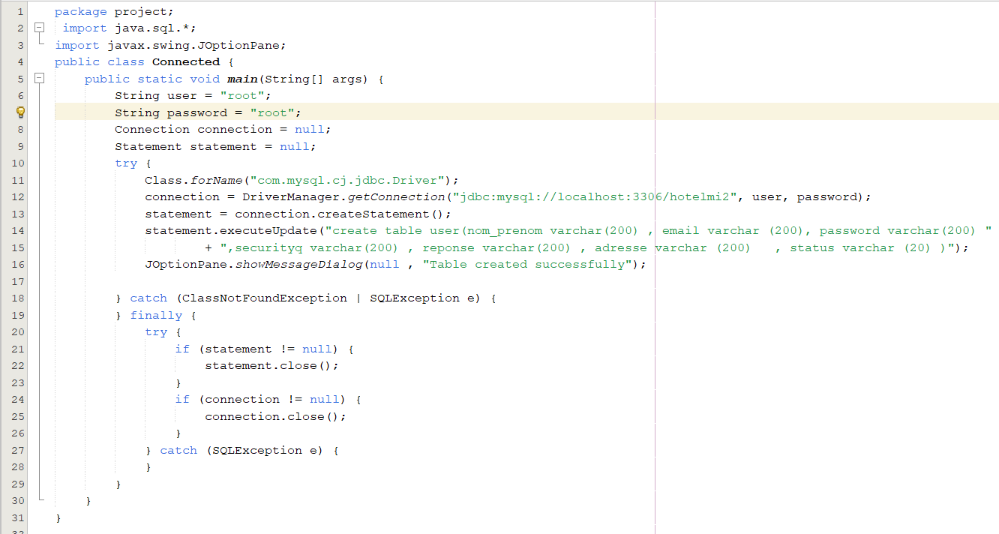 1 package project;
2 import java.sql.*;
3 import javax.swing.JOptionPane;
4 public class Connected {
5 public static void main(String[] args) {
6 String user = "root";
String password = "root";
8 Connection connection = null;
9 Statement statement = null;
10 try {
11 Class.forName("com.mysql.cj.jdbc.Driver");
12 connection = DriverManager.getConnection("jdbc:mysql://localhost:3306/hotelmi2", user, password);
13 statement = connection.createStatement();
14 statement.executeUpdate("create table user(nom_prenom varchar(200) , email varchar (200), password varchar(200) "
15 + ",securityq varchar(200) , reponse varchar(200) , adresse varchar (200)   , status varchar (20) )");
16 JOptionPane.showMessageDialog(null , "Table created successfully");
17
18 } catch (ClassNotFoundException | SQLException e) {
19 } finally {
20 try {
21 if (statement != null) {
22 statement.close();
23 }
24 if (connection != null) {
25 connection.close();
26 }
27 } catch (SQLException e) {
28 }
29 }
30 }
31 }